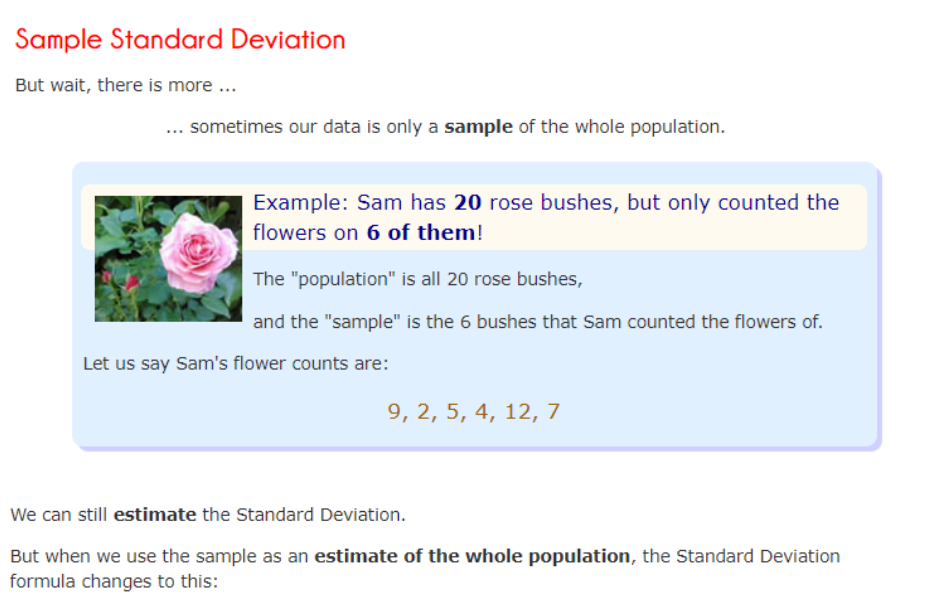 Sample Standard Deviation
But wait, there is more ...
... sometimes our data is only a sample of the whole population.
Example: Sam has 20 rose bushes, but only counted the
flowers on 6 of them!
The "population" is all 20 rose bushes,
and the "sample" is the 6 bushes that Sam counted the flowers of.
Let us say Sam's flower counts are:
9, 2, 5, 4, 12, 7
We can still estimate the Standard Deviation.
But when we use the sample as an estimate of the whole population, the Standard Deviation
formula changes to this: